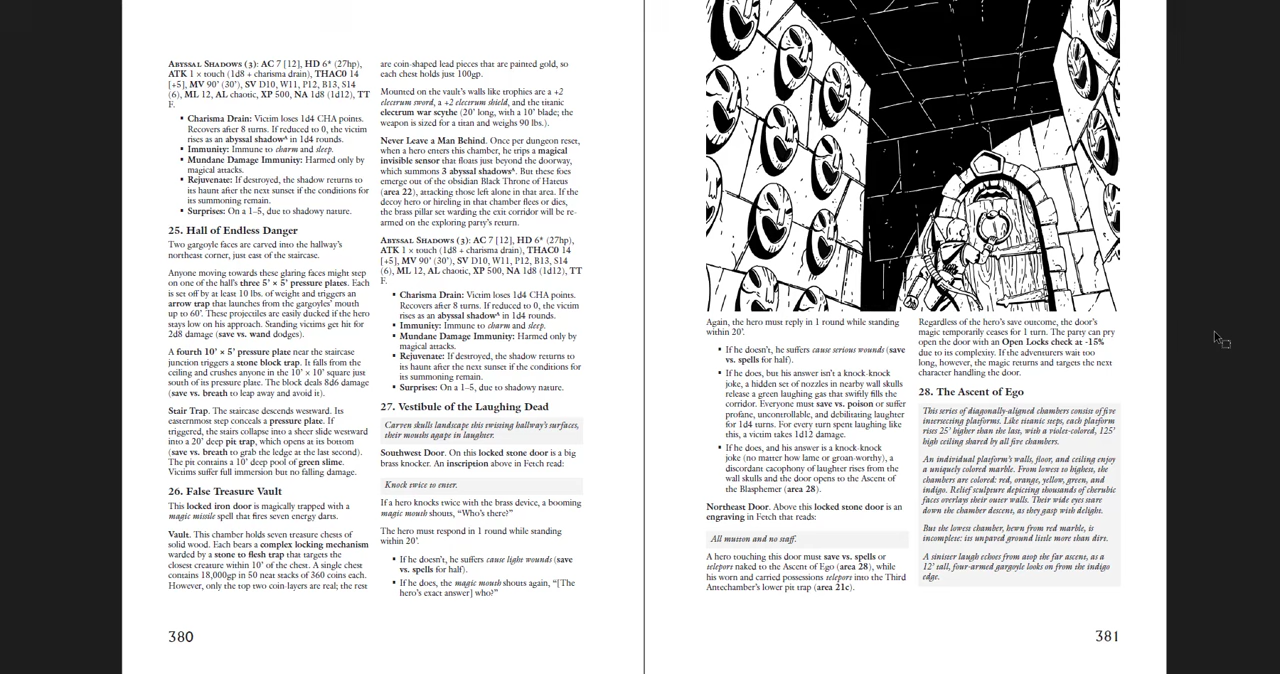 ABYSSAL SHADOWS (3): AC 7 [12], HD 6* (27hp),
ATK 1 × touch (1d8 + charisma drain), THAC0 14
[+5], MV 90' (30'), SV D10, W11, P12, B13, S14
(6), ML 12, AL chaotic, XP 500, NA 1d8 (1d12), TT
F.
• Charisma Drain: Victim loses 1d4 CHA points.
Recovers after 8 turns. If reduced to 0, the victim
rises as an abyssal shadow^ in 1d4 rounds.
• Immunity: Immune to charm and sleep.
• Mundane Damage Immunity: Harmed only by
magical attacks.
• Rejuvenate: If destroyed, the shadow returns to
its haunt after the next sunset if the conditions for
its summoning remain.
• Surprises: On a 1–5, due to shadowy nature.
25. Hall of Endless Danger
Two gargoyle faces are carved into the hallway's
northeast corner, just east of the staircase.
Anyone moving towards these glaring faces might step
on one of the hall's three 5' × 5' pressure plates. Each
is set off by at least 10 lbs. of weight and triggers an
arrow trap that launches from the gargoyles' mouth
up to 60'. These projectiles are easily ducked if the hero
stays low on his approach. Standing victims get hit for
2d8 damage (save vs. wand dodges).
A fourth 10' × 5' pressure plate near the staircase
junction triggers a stone block trap. It falls from the
ceiling and crushes anyone in the 10' × 10' square just
south of its pressure plate. The block deals 8d6 damage
(save vs. breath to leap away and avoid it).
Stair Trap. The staircase descends westward. Its
easternmost step conceals a pressure plate. If
triggered, the stairs collapse into a sheer slide westward
into a 20' deep pit trap, which opens at its bottom
(save vs. breath to grab the ledge at the last second).
The pit contains a 10' deep pool of green slime.
Victims suffer full immersion but no falling damage.
26. False Treasure Vault
This locked iron door is magically trapped with a
magic missile spell that fires seven energy darts.
Vault. This chamber holds seven treasure chests of
solid wood. Each bears a complex locking mechanism
warded by a stone to flesh trap that targets the
closest creature within 10' of the chest. A single chest
contains 18,000gp in 50 neat stacks of 360 coins each.
However, only the top two coin-layers are real; the rest
are coin-shaped lead pieces that are painted gold, so
each chest holds just 100gp.
Mounted on the vault's walls like trophies are a +2
electrum sword, a +2 electrum shield, and the titanic
electrum war scythe (20' long, with a 10' blade; the
weapon is sized for a titan and weighs 90 lbs.).
Never Leave a Man Behind. Once per dungeon reset,
when a hero enters this chamber, he trips a magical
invisible sensor that floats just beyond the doorway,
which summons 3 abyssal shadows^. But these foes
emerge out of the obsidian Black Throne of Hateus
(area 22), attacking those left alone in that area. If the
decoy hero or hireling in that chamber flees or dies,
the brass pillar set warding the exit corridor will be re-
armed on the exploring party's return.
ABYSSAL SHADOWS (3): AC 7 [12], HD 6* (27hp),
ATK 1 × touch (1d8 + charisma drain), THAC0 14
[+5], MV 90' (30'), SV D10, W11, P12, B13, S14
(6), ML 12, AL chaotic, XP 500, NA 1d8 (1d12), TT
F.
• Charisma Drain: Victim loses 1d4 CHA points.
Recovers after 8 turns. If reduced to 0, the victim
rises as an abyssal shadow^ in 1d4 rounds.
• Immunity: Immune to charm and sleep.
• Mundane Damage Immunity: Harmed only by
magical attacks.
• Rejuvenate: If destroyed, the shadow returns to
its haunt after the next sunset if the conditions for
its summoning remain.
• Surprises: On a 1–5, due to shadowy nature.
27. Vestibule of the Laughing Dead
Carven skulls landscape this twisting hallway's surfaces,
their mouths agape in laughter.
Southwest Door. On this locked stone door is a big
brass knocker. An inscription above in Fetch read:
Knock twice to enter.
If a hero knocks twice with the brass device, a booming
magic mouth shouts, "Who's there?"
The hero must respond in 1 round while standing
within 20'.
• If he doesn't, he suffers cause light wounds (save
vs. spells for half).
• If he does, the magic mouth shouts again, "[The
hero's exact answer] who?"
380
Again, the hero must reply in 1 round while standing
within 20'.
• If he doesn't, he suffers cause serious wounds (save
vs. spells for half).
• If he does, but his answer isn't a knock-knock
joke, a hidden set of nozzles in nearby wall skulls
release a green laughing gas that swiftly fills the
corridor. Everyone must save vs. poison or suffer
profane, uncontrollable, and debilitating laughter
for 1d4 turns. For every turn spent laughing like
this, a victim takes 1d12 damage.
• If he does, and his answer is a knock-knock
joke (no matter how lame or groan-worthy), a
discordant cacophony of laughter rises from the
wall skulls and the door opens to the Ascent of
the Blasphemer (area 28).
Northeast Door. Above this locked stone door is an
engraving in Fetch that reads:
All mutton and no staff.
A hero touching this door must save vs. spells or
teleport naked to the Ascent of Ego (area 28), while
his worn and carried possessions teleport into the Third
Antechamber's lower pit trap (area 21c).
Regardless of the hero's save outcome, the door's
magic temporarily ceases for 1 turn. The party can pry
open the door with an Open Locks check at -15%
due to its complexity. If the adventurers wait too
long, however, the magic returns and targets the next
character handling the door.
28. The Ascent of Ego
This series of diagonally-aligned chambers consist of five
intersecting platforms. Like titanic steps, each platform
rises 25' higher than the last, with a violet-colored, 125'
high ceiling shared by all five chambers.
An individual platform's walls, floor, and ceiling enjoy
a uniquely colored marble. From lowest to highest, the
chambers are colored: red, orange, yellow, green, and
indigo. Relief sculpture depicting thousands of cherubic
faces overlays their outer walls. Their wide eyes stare
down the chamber descent, as they gasp with delight.
But the lowest chamber, hewn from red marble, is
incomplete: its unpaved ground little more than dirt.
A sinister laugh echoes from atop the far ascent, as a
12' tall, four-armed gargoyle looks on from the indigo
edge.
381